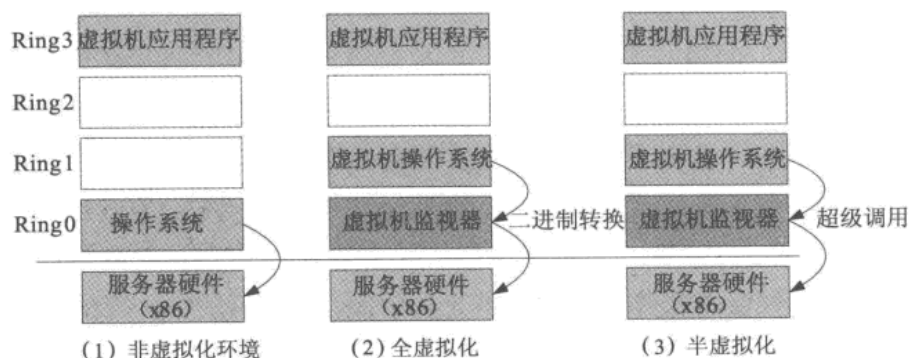 Ring3 虚拟机应用程序 虚拟机应用程序 虚拟机应用程序
Ring2
Ring1 虚拟机操作系统 虚拟机操作系统
Ring0 操作系统 虚拟机监视器 二进制转换 虚拟机监视器 超级调用
服务器硬件 服务器硬件 服务器硬件
(x86) (x86) (x86)
(1) 非虚拟化环境 (2) 全虚拟化 (3) 半虚拟化